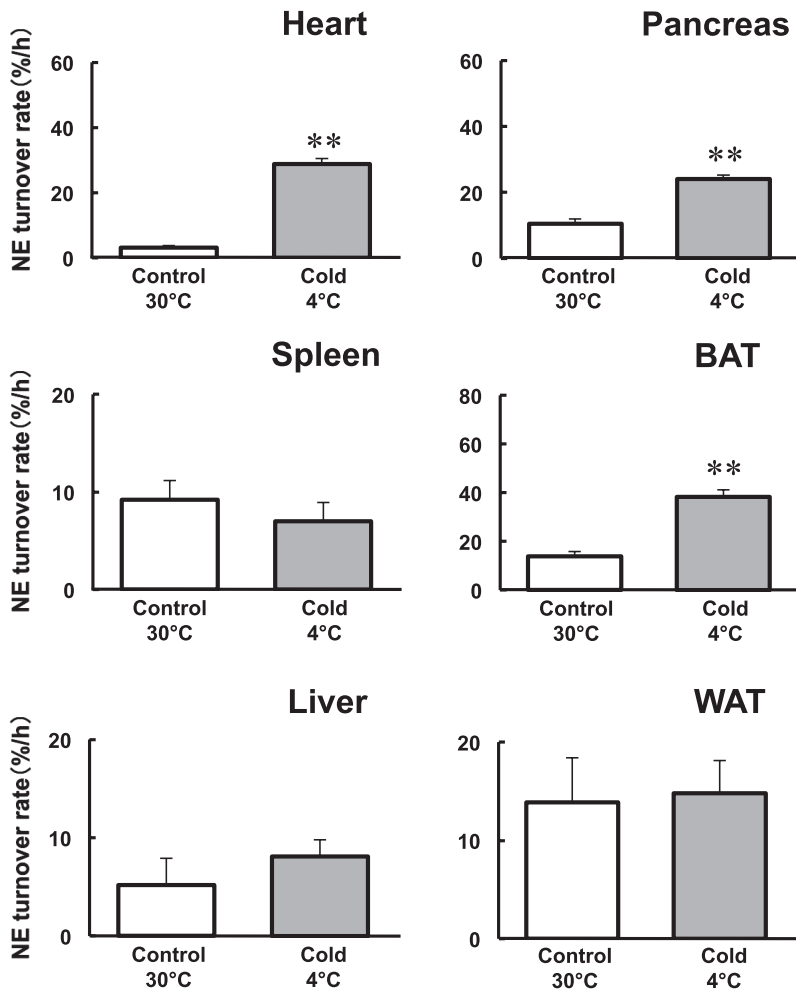 Heart
NE turnover rate(%/h)
60
40
20
0
**
Control
30°C
Cold
4°C
Pancreas
60
40
20
0
**
Control
30°C
Cold
4°C
Spleen
NE turnover rate(%/h)
20
10
0
Control
30°C
Cold
4°C
BAT
80
60
40
20
0
**
Control
30°C
Cold
4°C
Liver
NE turnover rate(%/h)
20
10
0
Control
30°C
Cold
4°C
WAT
20
10
0
Control
30°C
Cold
4°C